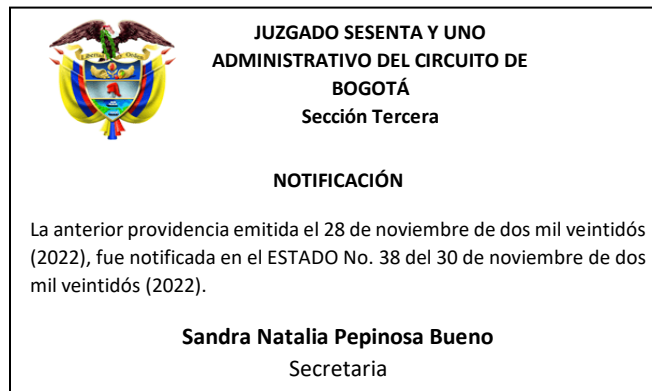 JUZGADO SESENTA Y UNO
ADMINISTRATIVO DEL CIRCUITO DE
BOGOTÁ
Sección Tercera
NOTIFICACIÓN
La anterior providencia emitida el 28 de noviembre de dos mil veintidós
(2022), fue notificada en el ESTADO No. 38 del 30 de noviembre de dos
mil veintidós (2022).
Sandra Natalia Pepinosa Bueno
Secretaria